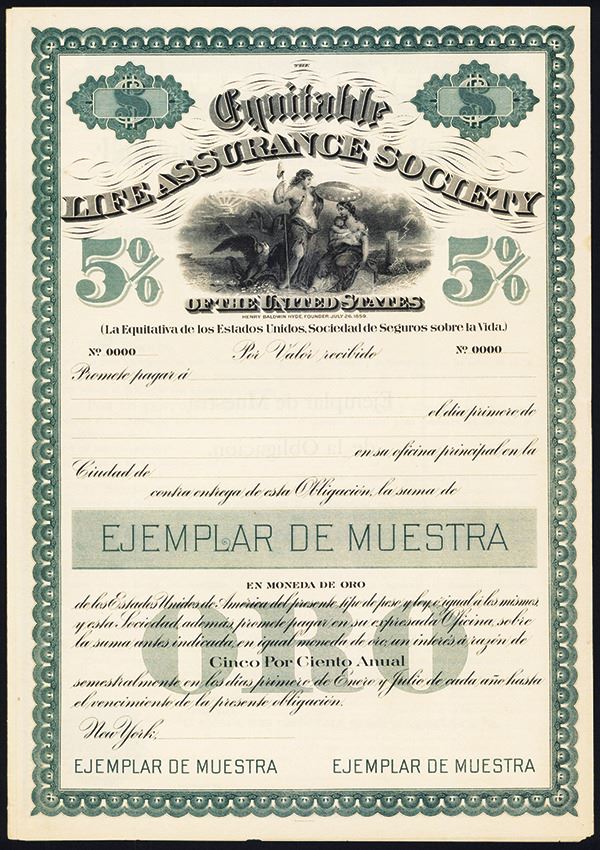 THE
Equitable
LIFE ASSURANCE SOCIETY
5% 5%
OF THE UNITED STATES
HENRY BALDWIN HYDE, FOUNDER JULY 26, 1859.
(La Equitativa de los Estados Unidos, Sociedad de Seguros sobre la Vida.)
Nº 0000 Por Valor recibido Nº 0000
Promete pagar á
el dia primero de
en su oficina principal en la
Ciudad de
contra entrega de esta Obligación, la suma de
EJEMPLAR DE MUESTRA
EN MONEDA DE ORO
de los Estados Unidos de América del presente tipo de peso y ley, ó igual á los mismos,
y esta Sociedad, además, promete pagar, en su expresada Oficina, sobre
la suma antes indicada, en igual moneda de oro, un interés á razón de
Cinco Por Ciento Anual
semestralmente en los dias primero de Enero y Julio de cada año hasta
el vencimiento de la presente obligación.
ORO
New York,
EJEMPLAR DE MUESTRA EJEMPLAR DE MUESTRA